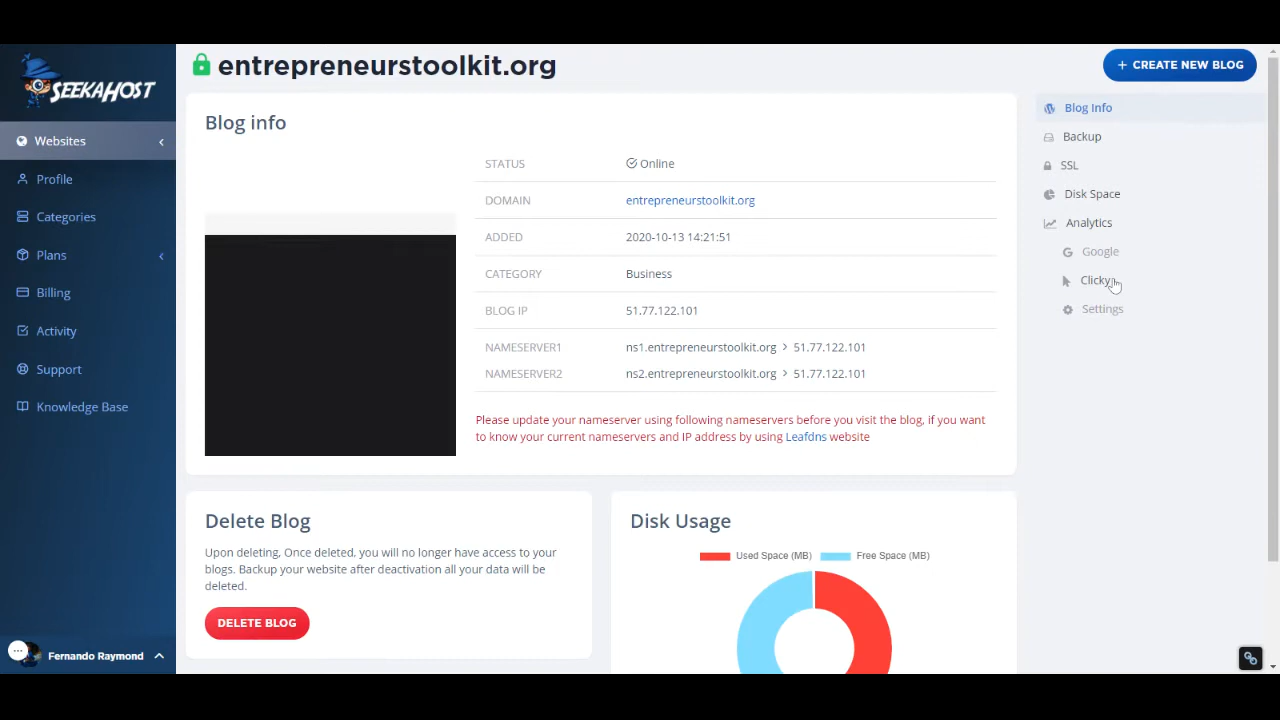 SEEKAHOST
Websites
Profile
Categories
Plans
Billing
Activity
Support
Knowledge Base
Fernando Raymond
entrepreneurstoolkit.org
+ CREATE NEW BLOG
Blog info
STATUS Online
DOMAIN entrepreneurstoolkit.org
ADDED 2020-10-13 14:21:51
CATEGORY Business
BLOG IP 51.77.122.101
NAMESERVER1 ns1.entrepreneurstoolkit.org > 51.77.122.101
NAMESERVER2 ns2.entrepreneurstoolkit.org > 51.77.122.101
Please update your nameserver using following nameservers before you visit the blog, if you want
to know your current nameservers and IP address by using Leafdns website
Delete Blog
Upon deleting, Once deleted, you will no longer have access to your
blogs. Backup your website after deactivation all your data will be
deleted.
DELETE BLOG
Disk Usage
Used Space (MB) Free Space (MB)
Blog Info
Backup
SSL
Disk Space
Analytics
Google
Clicky
Settings